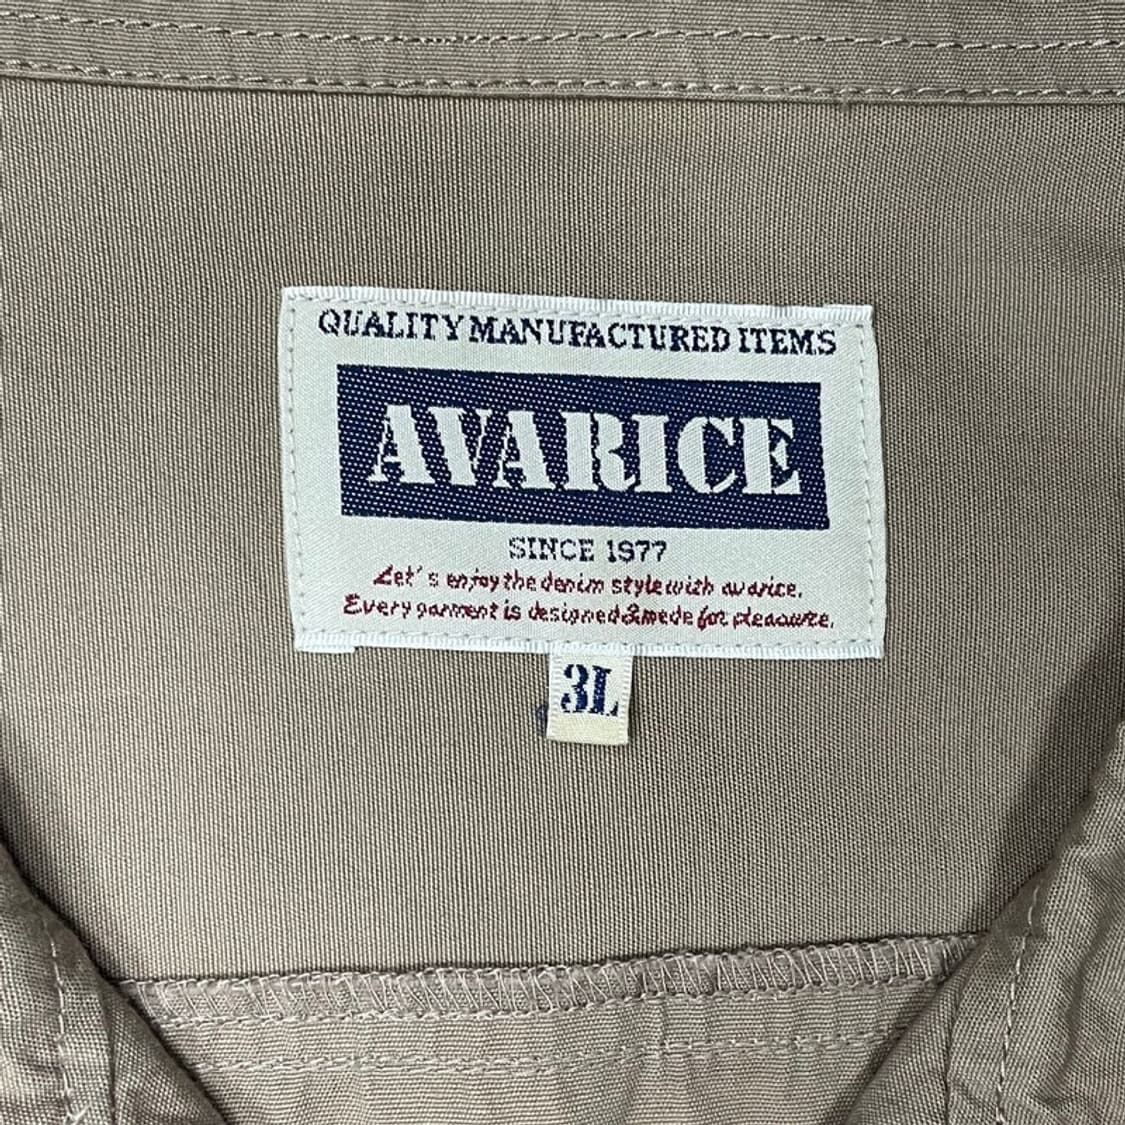 QUALITY MANUFACTURED ITEMS
AVARICE
SINCE 1977
Let's enjoy the denim style with avarice.
Every garment is designed & made for pleasure.
3L